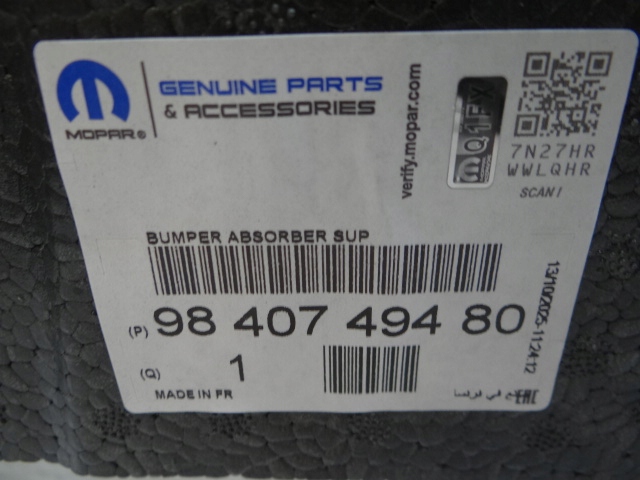 MOPAR®
GENUINE PARTS
& ACCESSORIES
verify.mopar.com
7N27HR
WWLQHR
SCAN!
BUMPER ABSORBER SUP
(P) 98 407 494 80
(Q) 1
MADE IN FR
في فرنسا
EAC